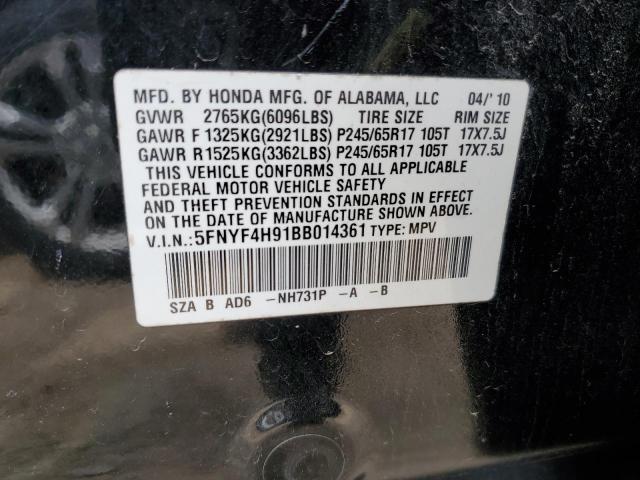 MFD. BY HONDA MFG. OF ALABAMA, LLC 04/'10
GVWR 2765KG(6096LBS) TIRE SIZE RIM SIZE
GAWR F 1325KG(2921LBS) P245/65R17 105T 17X7.5J
GAWR R1525KG(3362LBS) P245/65R17 105T 17X7.5J
THIS VEHICLE CONFORMS TO ALL APPLICABLE
FEDERAL MOTOR VEHICLE SAFETY
AND THEFT PREVENTION STANDARDS IN EFFECT
ON THE DATE OF MANUFACTURE SHOWN ABOVE.
V.I.N.:5FNYF4H91BB014361 TYPE: MPV
SZA B AD6 -NH731P -A -B